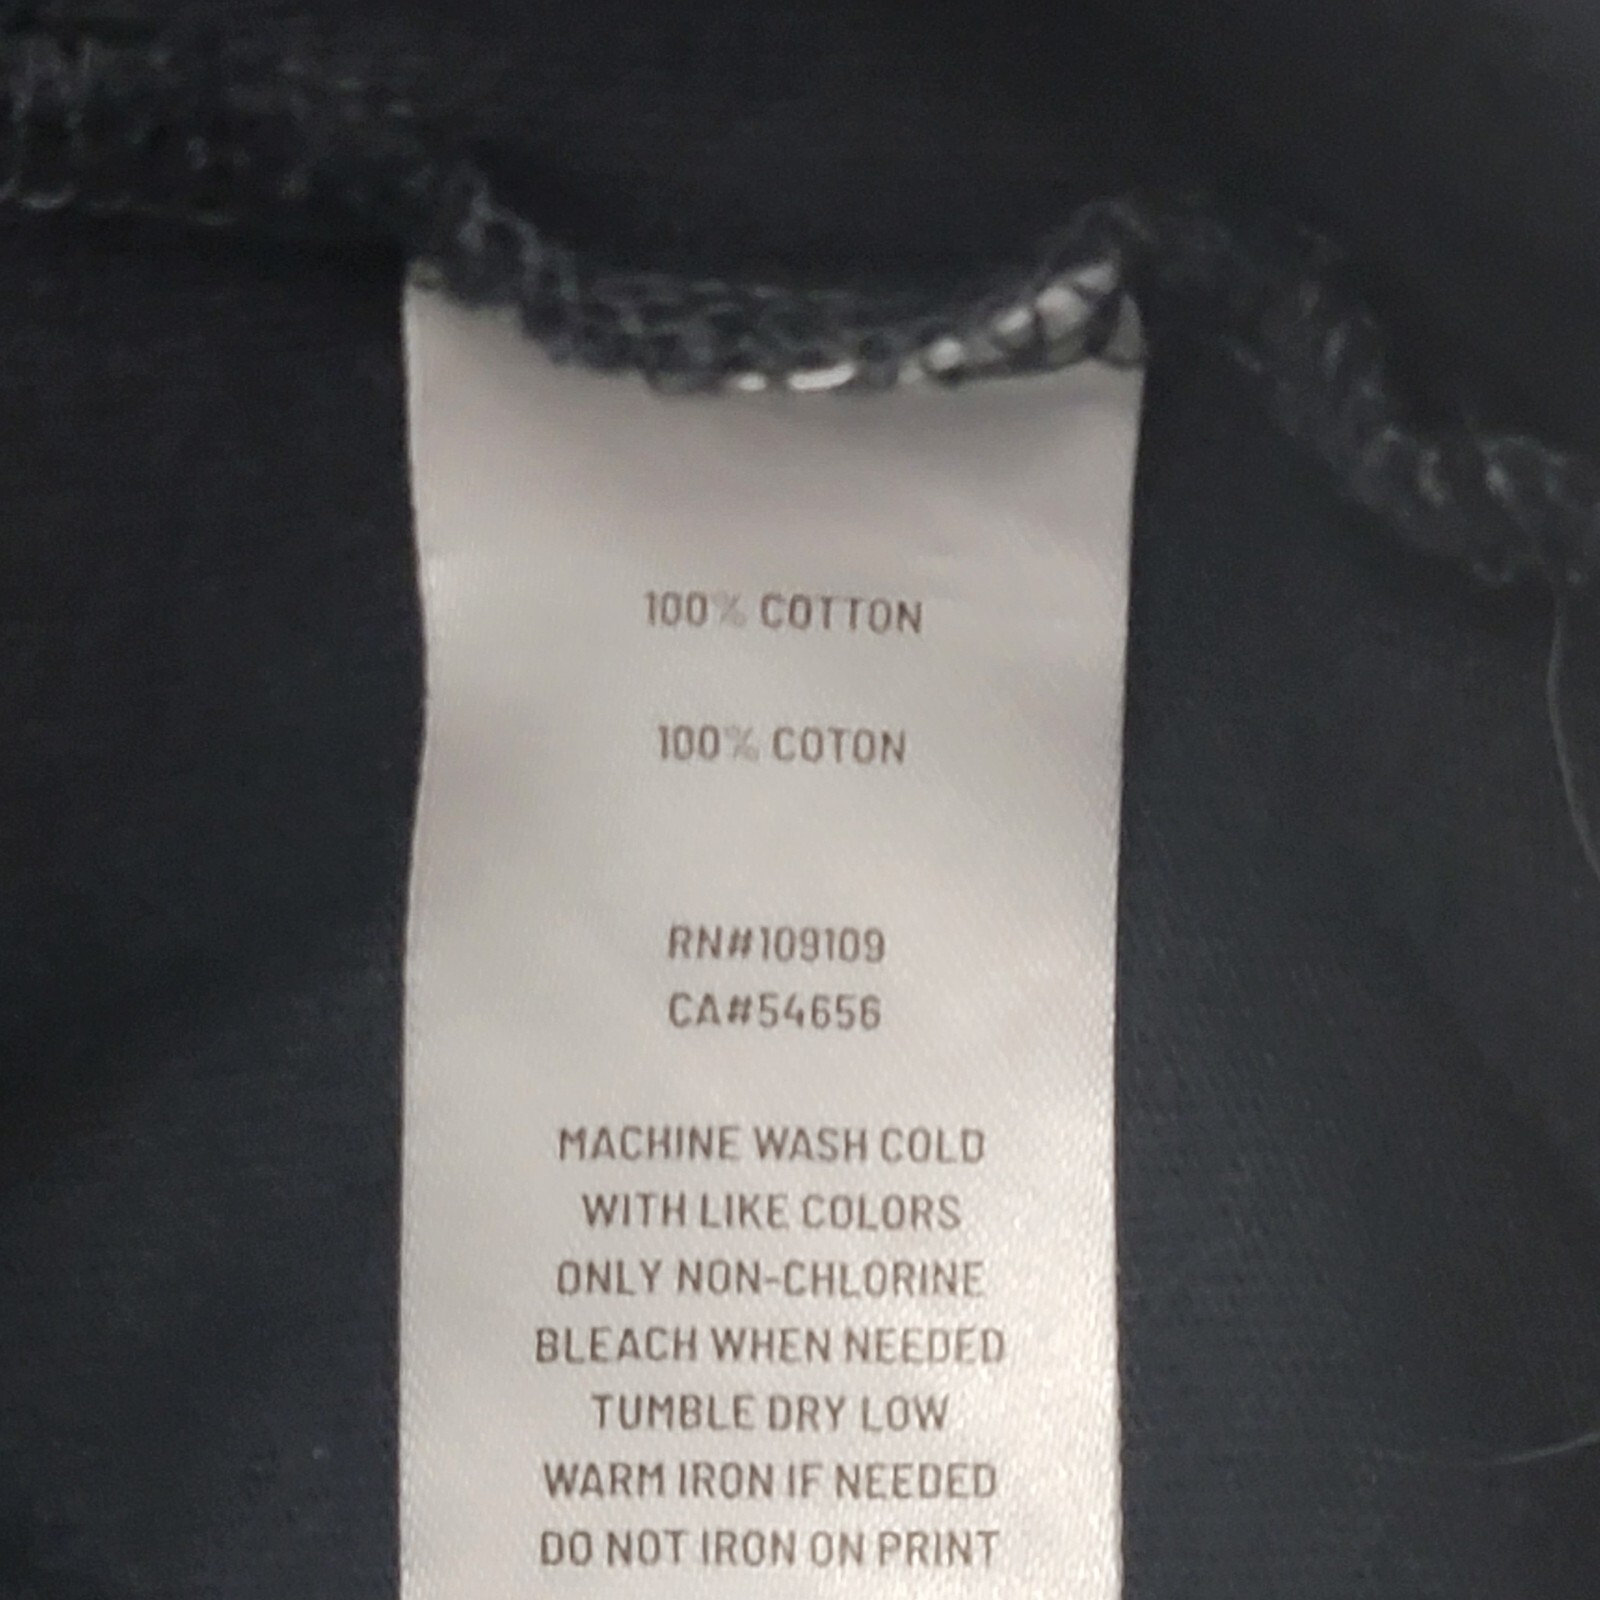 100% COTTON
100% COTON
RN#109109
CA#54656
MACHINE WASH COLD
WITH LIKE COLORS
ONLY NON-CHLORINE
BLEACH WHEN NEEDED
TUMBLE DRY LOW
WARM IRON IF NEEDED
DO NOT IRON ON PRINT